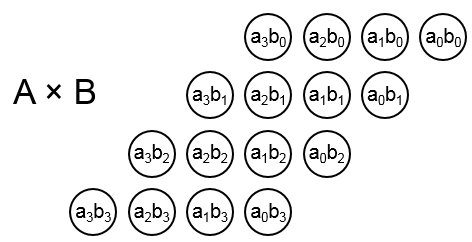 a₃b₀ a₂b₀ a₁b₀ a₀b₀
A × B
a₃b₁ a₂b₁ a₁b₁ a₀b₁
a₃b₂ a₂b₂ a₁b₂ a₀b₂
a₃b₃ a₂b₃ a₁b₃ a₀b₃